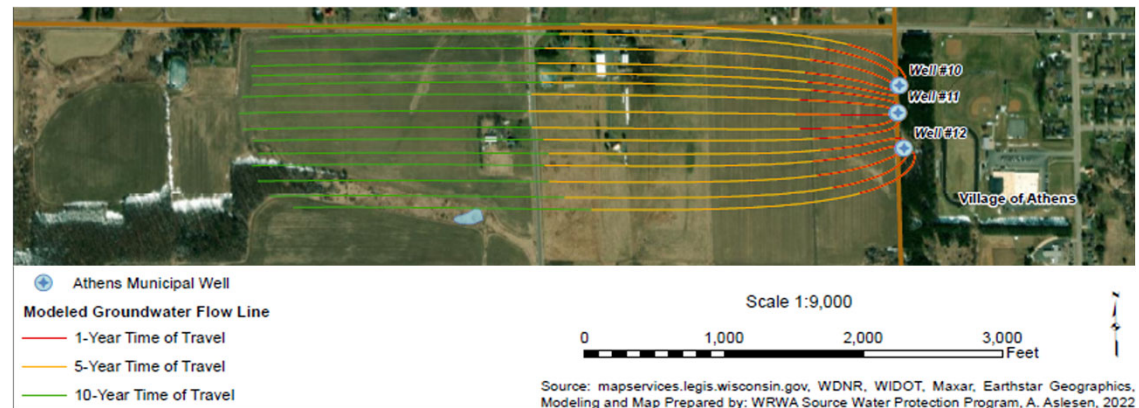 Well #10
Well #11
Well #12
Village of Athens
Athens Municipal Well
Modeled Groundwater Flow Line
1-Year Time of Travel
5-Year Time of Travel
10-Year Time of Travel
Scale 1:9,000
0 1,000 2,000 3,000
Feet
N
Source: mapservices.legis.wisconsin.gov, WDNR, WIDOT, Maxar, Earthstar Geographics,
Modeling and Map Prepared by: WRWA Source Water Protection Program, A. Aslesen, 2022